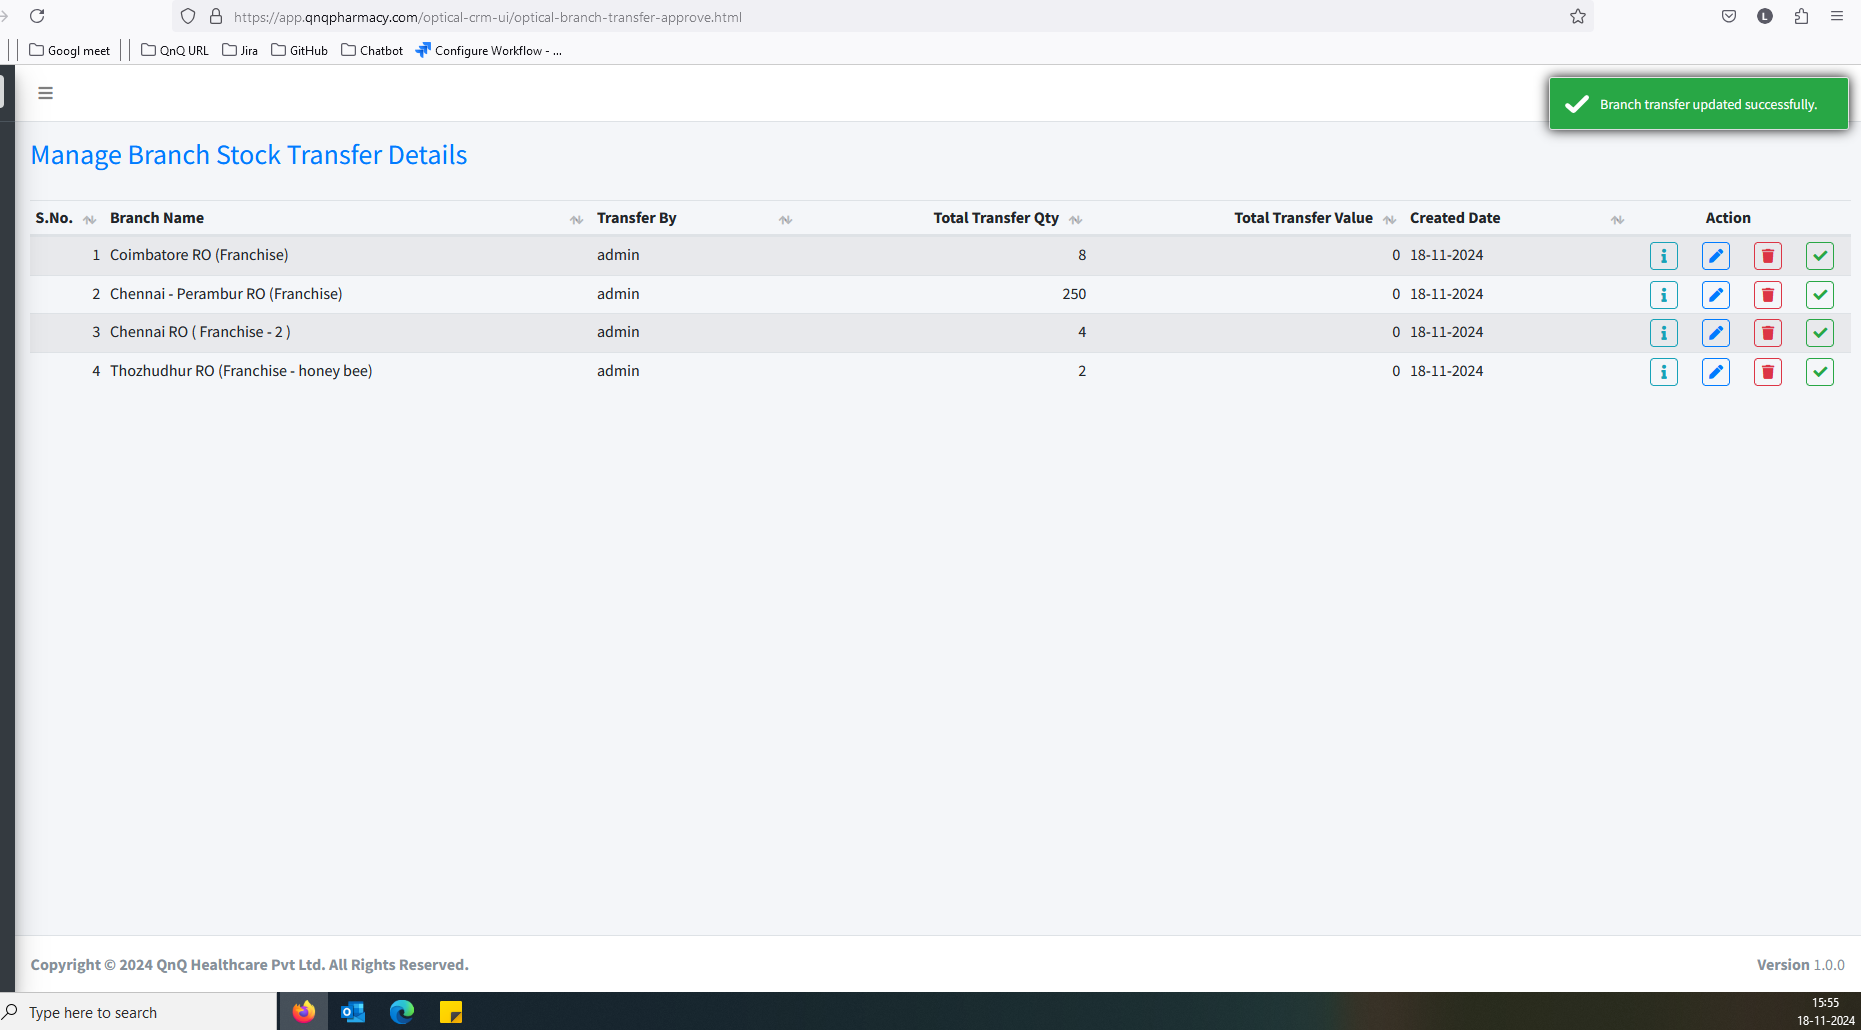 https://app.qnqpharmacy.com/optical-crm-ui/optical-branch-transfer-approve.html
L
Googl meet QnQ URL Jira GitHub Chatbot Configure Workflow - ...
Branch transfer updated successfully.
Manage Branch Stock Transfer Details
S.No. Branch Name Transfer By Total Transfer Qty Total Transfer Value Created Date Action
1 Coimbatore RO (Franchise) admin 8 0 18-11-2024
2 Chennai - Perambur RO (Franchise) admin 250 0 18-11-2024
3 Chennai RO ( Franchise - 2 ) admin 4 0 18-11-2024
4 Thozhudhur RO (Franchise - honey bee) admin 2 0 18-11-2024
Copyright © 2024 QnQ Healthcare Pvt Ltd. All Rights Reserved. Version 1.0.0
Type here to search
15:55
18-11-2024